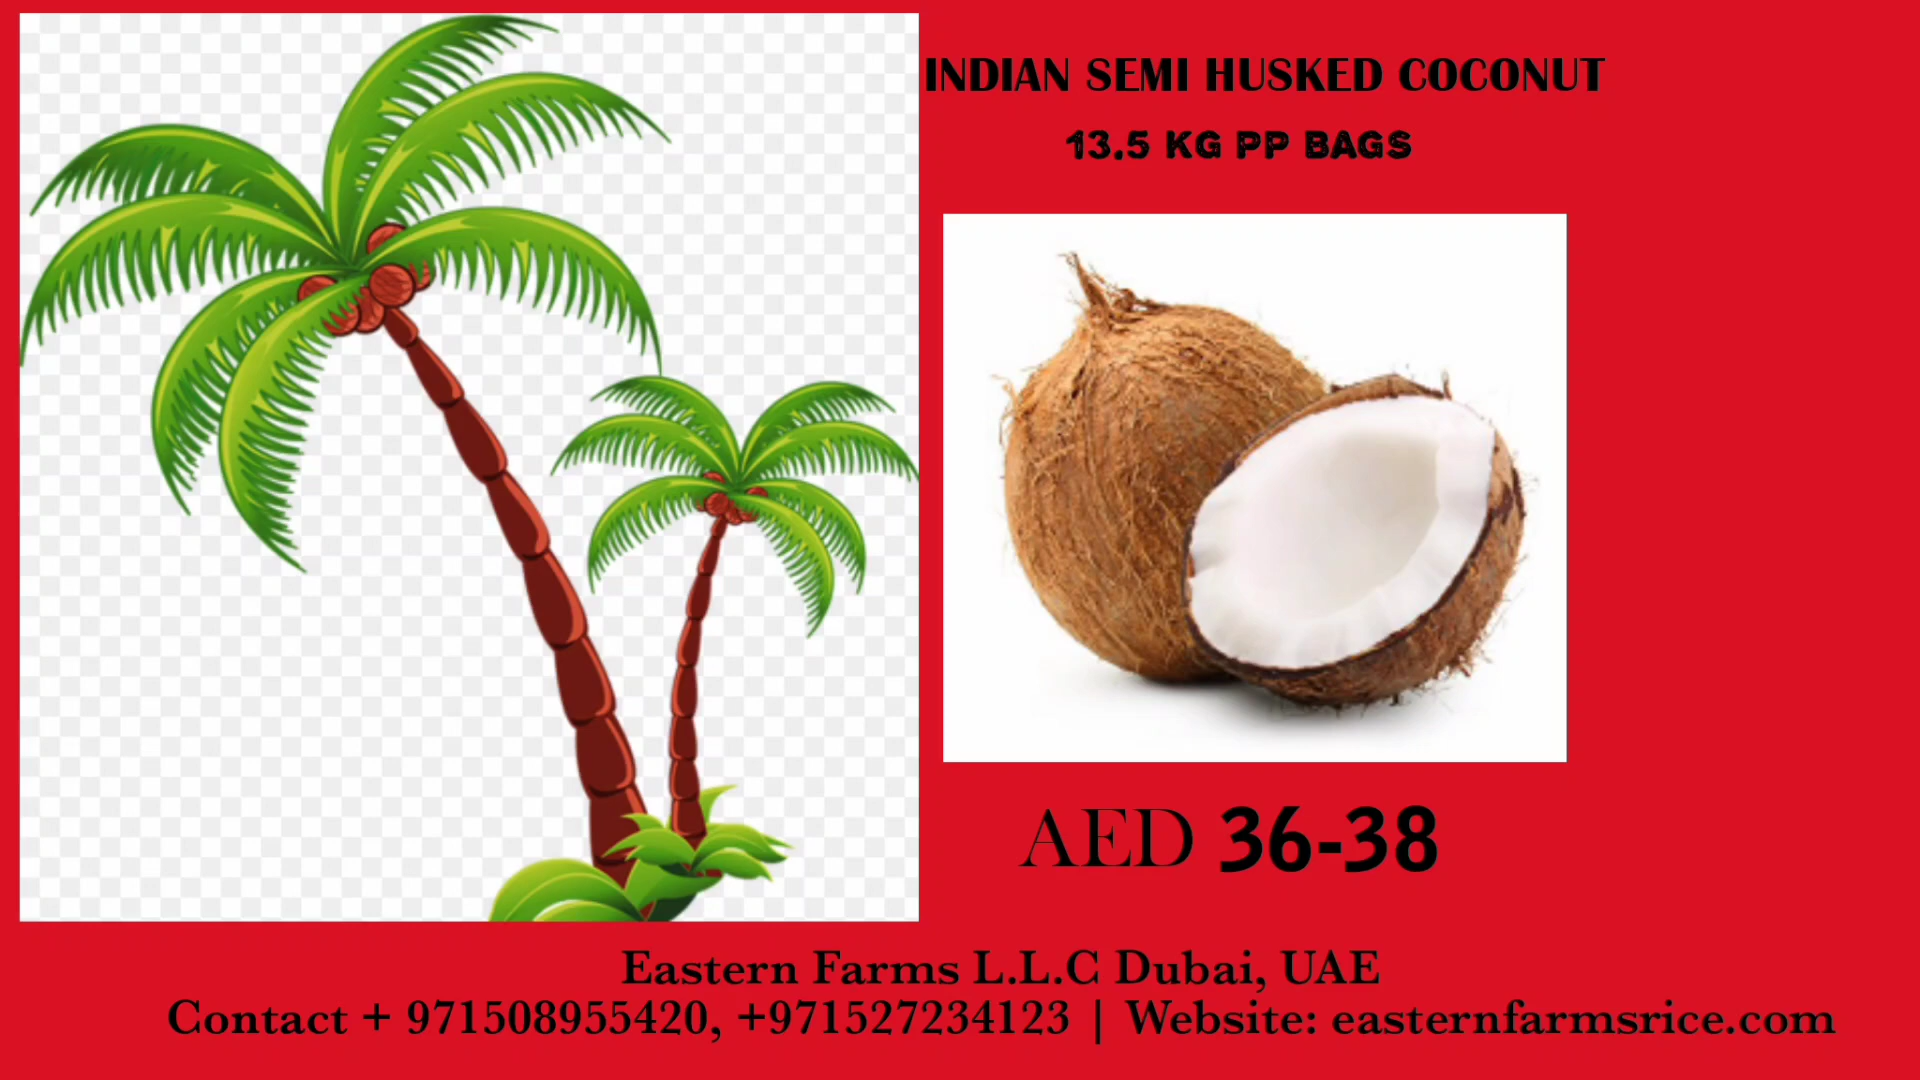 INDIAN SEMI HUSKED COCONUT
13.5 KG PP BAGS
AED 36-38
Eastern Farms L.L.C Dubai, UAE
Contact + 971508955420, +971527234123 | Website: easternfarmsrice.com